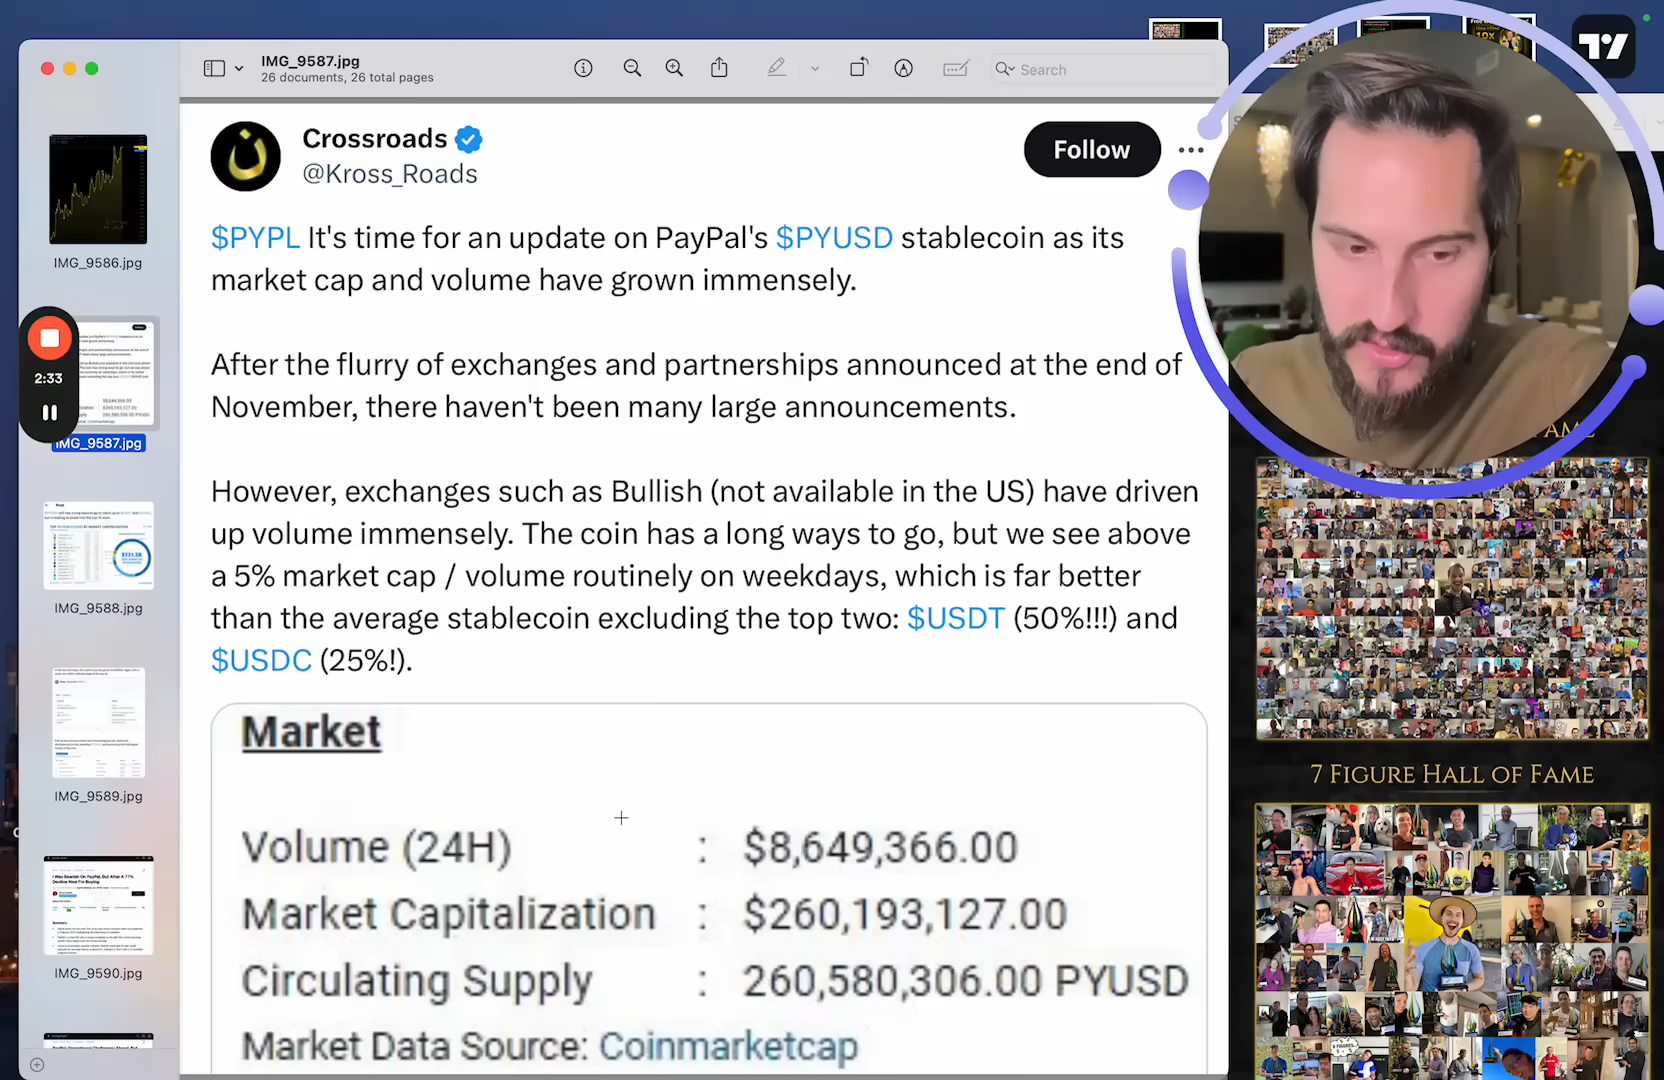 IMG_9587.jpg
26 documents, 26 total pages
Search
Crossroads
@Kross_Roads
Follow
$PYPL It's time for an update on PayPal's $PYUSD stablecoin as its
market cap and volume have grown immensely.
After the flurry of exchanges and partnerships announced at the end of
November, there haven't been many large announcements.
However, exchanges such as Bullish (not available in the US) have driven
up volume immensely. The coin has a long ways to go, but we see above
a 5% market cap / volume routinely on weekdays, which is far better
than the average stablecoin excluding the top two: $USDT (50%!!!) and
$USDC (25%!).
Market
Volume (24H) : $8,649,366.00
Market Capitalization : $260,193,127.00
Circulating Supply : 260,580,306.00 PYUSD
Market Data Source: Coinmarketcap
IMG_9586.jpg
2:33
IMG_9587.jpg
IMG_9588.jpg
IMG_9589.jpg
IMG_9590.jpg
7 FIGURE HALL OF FAME